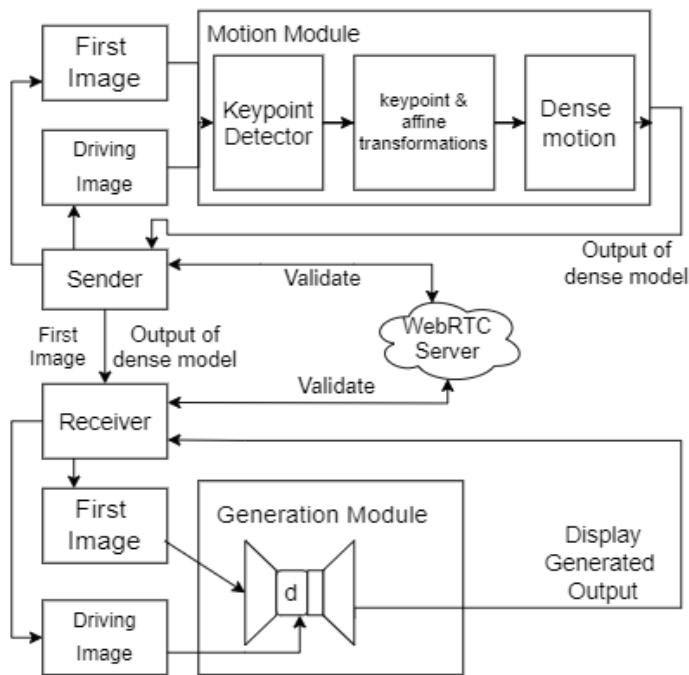 First
Image
Motion Module
Keypoint
Detector
keypoint &
affine
transformations
Dense
motion
Driving
Image
Output of
dense model
Sender
Validate
WebRTC
Server
First
Image
Output of
dense model
Validate
Receiver
First
Image
Generation Module
d
Display
Generated
Output
Driving
Image